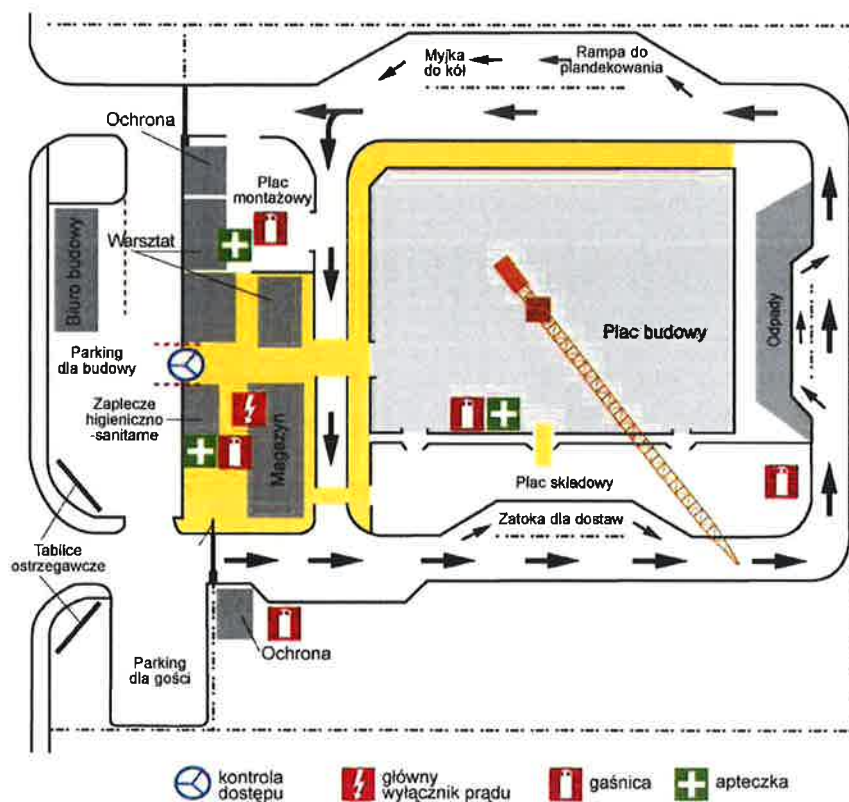 Myjka
do kół
Rampa do
plandekowania
Ochrona
Plac
montażowy
Warsztat
Biuro budowy
Plac budowy
Odpady
Parking
dla budowy
Zaplecze
higieniczno
-sanitarne
Magazyn
Plac składowy
Zatoka dla dostaw
Tablice
ostrzegawcze
Ochrona
Parking
dla gości
kontrola
dostępu
główny
wyłącznik prądu
gaśnica
apteczka